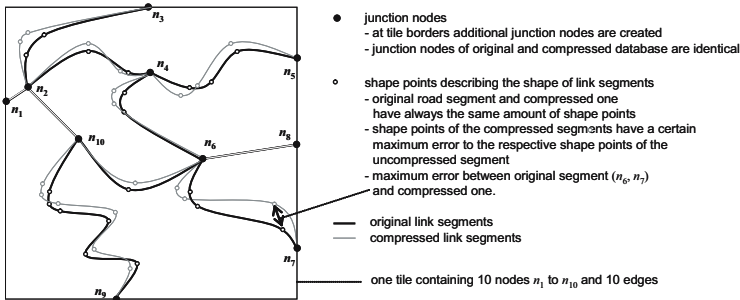 n3
n4
n5
n2
n1
n10
n6
n8
n7
n9
junction nodes
- at tile borders additional junction nodes are created
- junction nodes of original and compressed database are identical
shape points describing the shape of link segments
- original road segment and compressed one
have always the same amount of shape points
- shape points of the compressed segments have a certain
maximum error to the respective shape points of the
uncompressed segment
- maximum error between original segment (n6, n7)
and compressed one.
original link segments
compressed link segments
one tile containing 10 nodes n1 to n10 and 10 edges